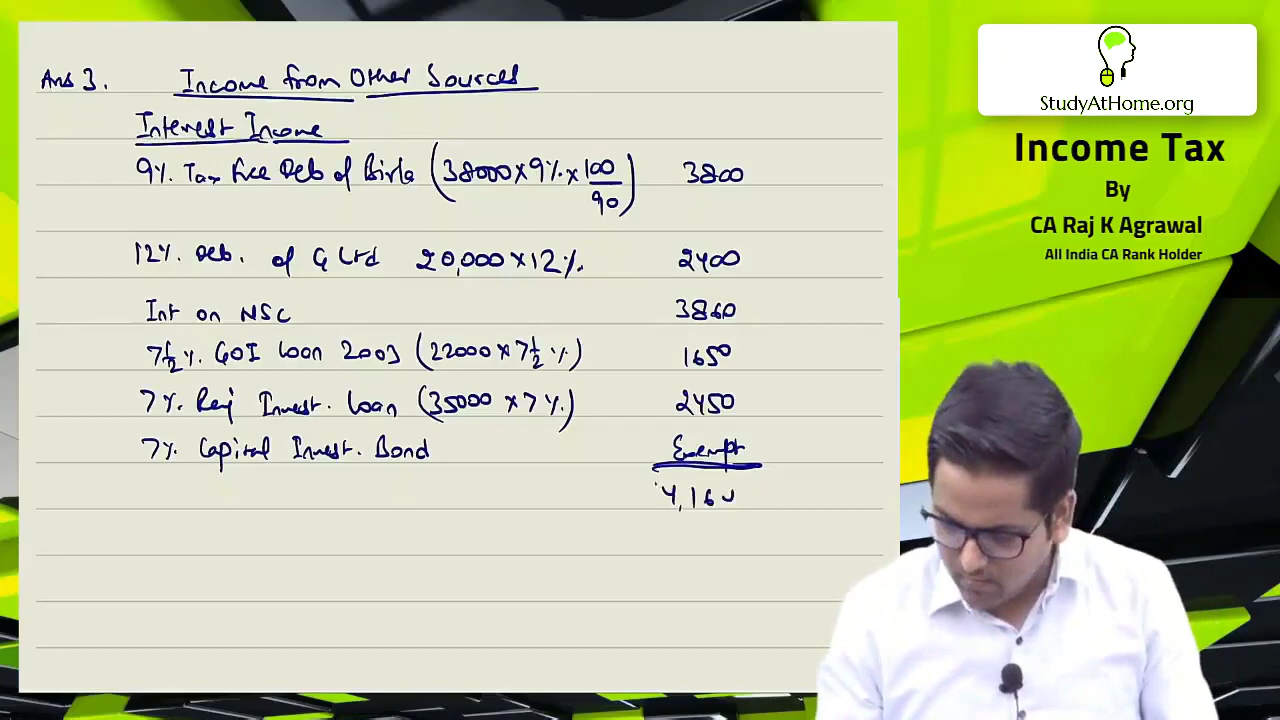 Ans 3. Income from Other Sources
Interest Income
9%. Tax free Deb of Birla (38000 × 9% × 100/90) 3800
12%. Deb. of G Ltd 20,000 × 12%. 2400
Int on NSC 3860
7½%. GOI Loan 2003 (22000 × 7½%) 1650
7%. Raj Invest. Loan (35000 × 7%.) 2450
7%. Capital Invest. Bond Exempt
4,160
StudyAtHome.org
Income Tax
By
CA Raj K Agrawal
All India CA Rank Holder